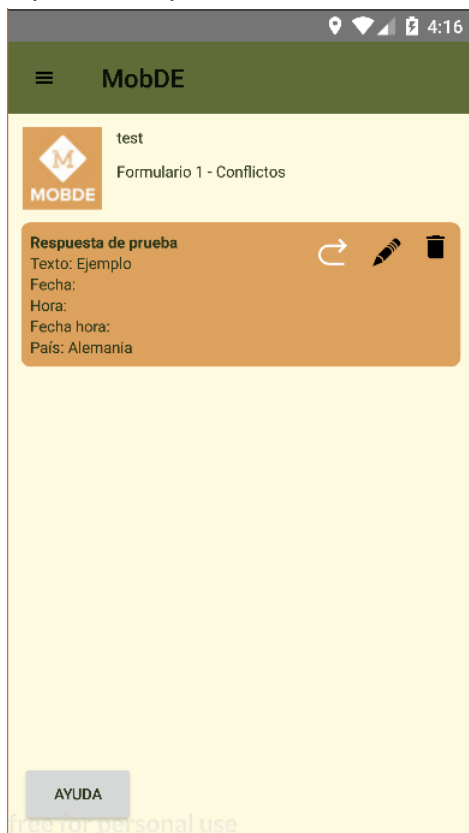 4:16
MobDE
test
Formulario 1 - Conflictos
M
MOBDE
Respuesta de prueba
Texto: Ejemplo
Fecha:
Hora:
Fecha hora:
País: Alemania
AYUDA
free for personal use